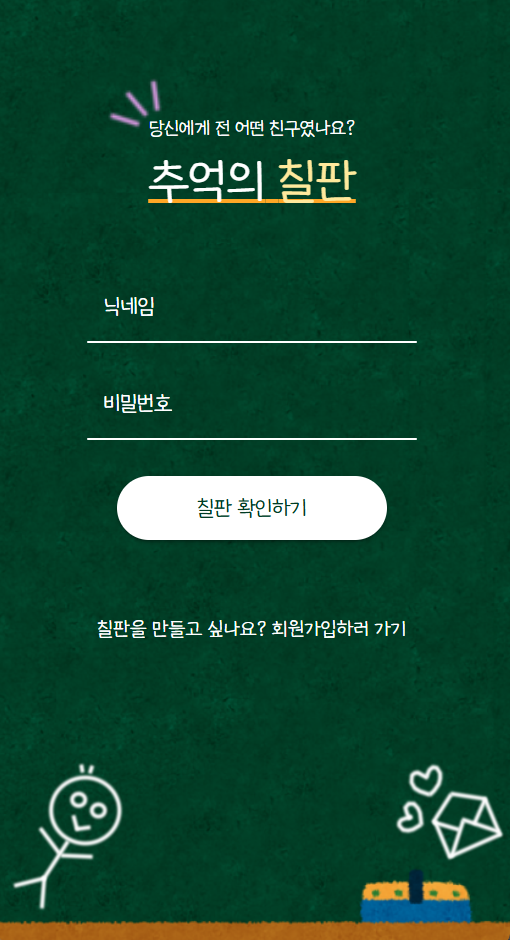 당신에게 전 어떤 친구였나요?
추억의 칠판
닉네임
비밀번호
칠판 확인하기
칠판을 만들고 싶나요? 회원가입하러 가기